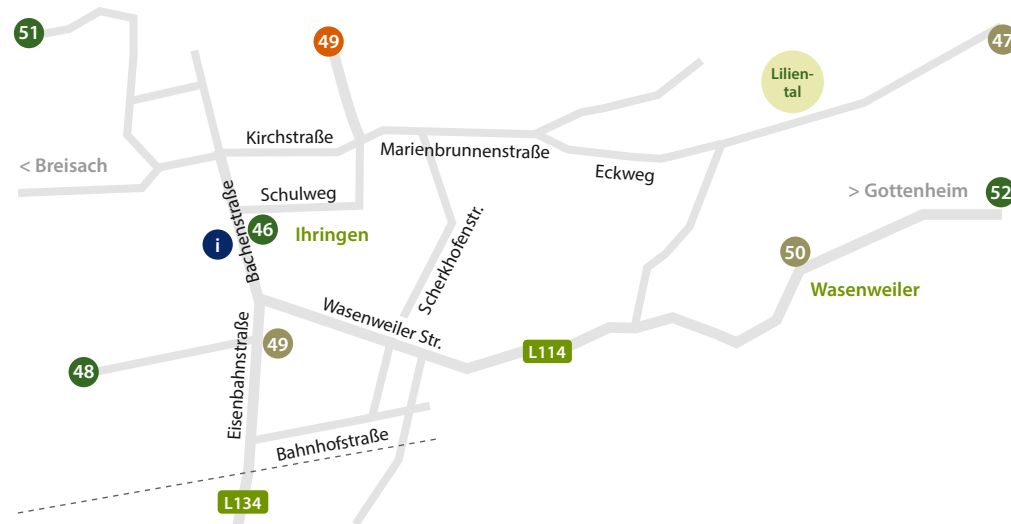 51
49
47
Lilien-
tal
Kirchstraße
Marienbrunnenstraße
< Breisach
Eckweg
Schulweg
> Gottenheim
52
Bachenstraße
46
Ihringen
i
Scherkhofenstr.
50
Wasenweiler
Wasenweiler Str.
49
L114
48
Eisenbahnstraße
Bahnhofstraße
L134